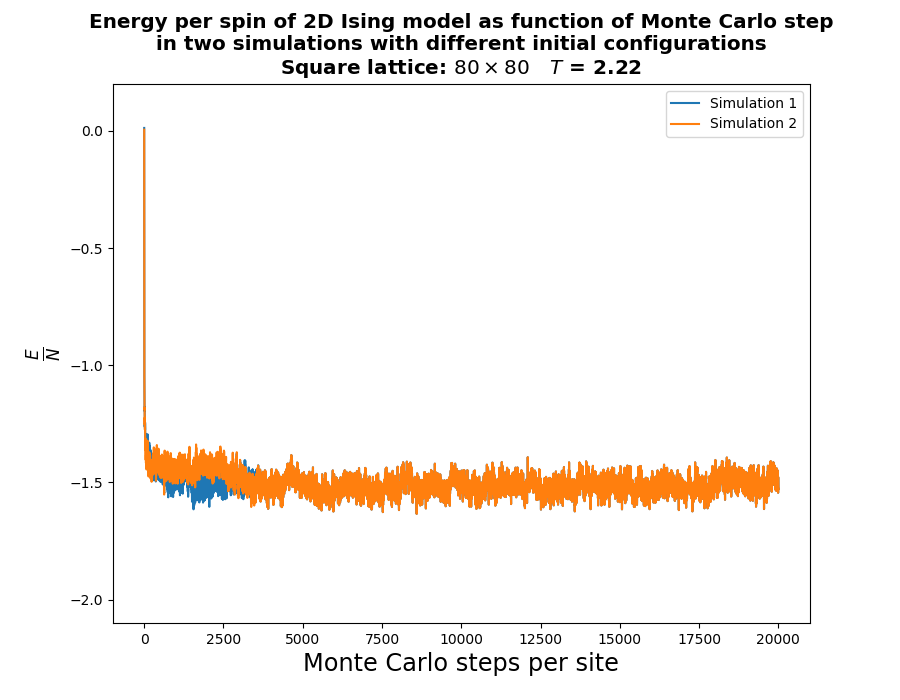 Energy per spin of 2D Ising model as function of Monte Carlo step
in two simulations with different initial configurations
Square lattice: 80 × 80 T = 2.22
Simulation 1
Simulation 2
0.0
−0.5
−1.0
−1.5
−2.0
E
N
0 2500 5000 7500 10000 12500 15000 17500 20000
Monte Carlo steps per site